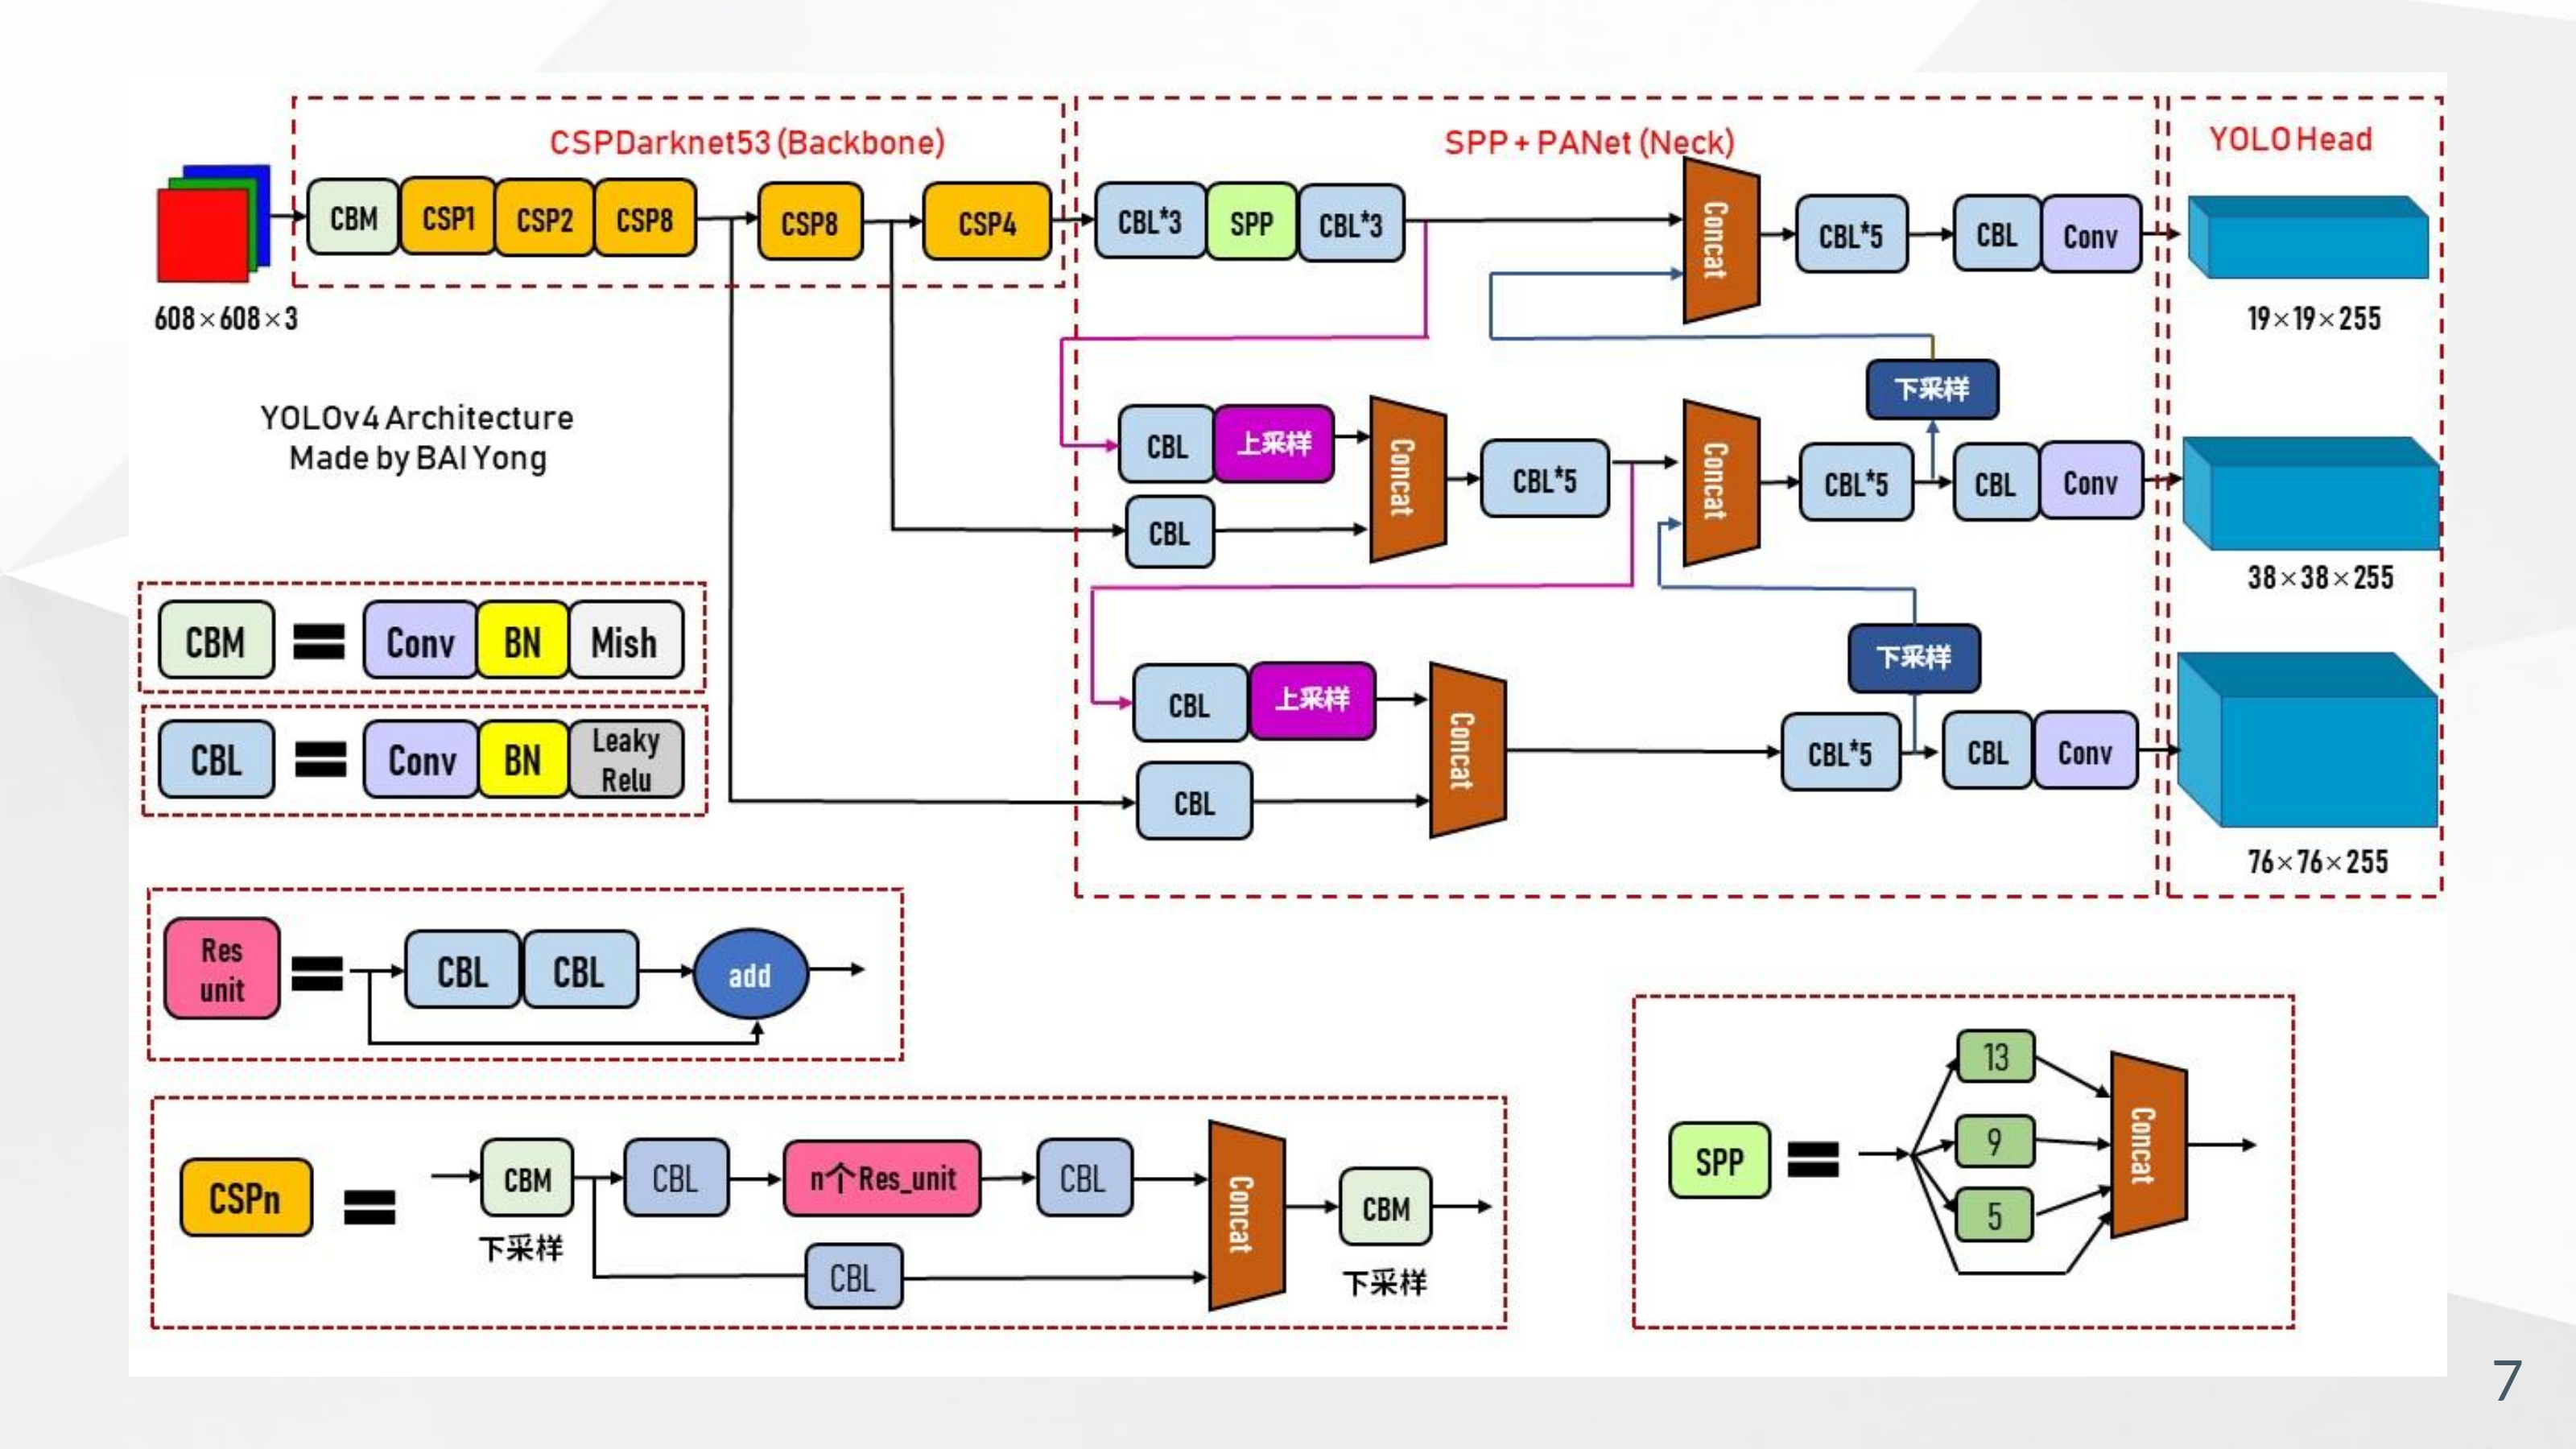 CSPDarknet53 (Backbone)
SPP + PANet (Neck)
YOLO Head
CBM
CSP1
CSP2
CSP8
CSP8
CSP4
CBL*3
SPP
CBL*3
Concat
CBL*5
CBL
Conv
608×608×3
19×19×255
YOLOv4 Architecture
Made by BAI Yong
下采样
CBL
上采样
Concat
CBL*5
Concat
CBL*5
CBL
Conv
CBL
38×38×255
CBM
Conv
BN
Mish
下采样
CBL
上采样
Concat
CBL*5
CBL
Conv
CBL
Conv
BN
Leaky
Relu
CBL
76×76×255
Res
unit
CBL
CBL
add
CSPn
CBM
下采样
CBL
n个Res_unit
CBL
CBL
Concat
CBM
下采样
SPP
13
9
5
Concat
7